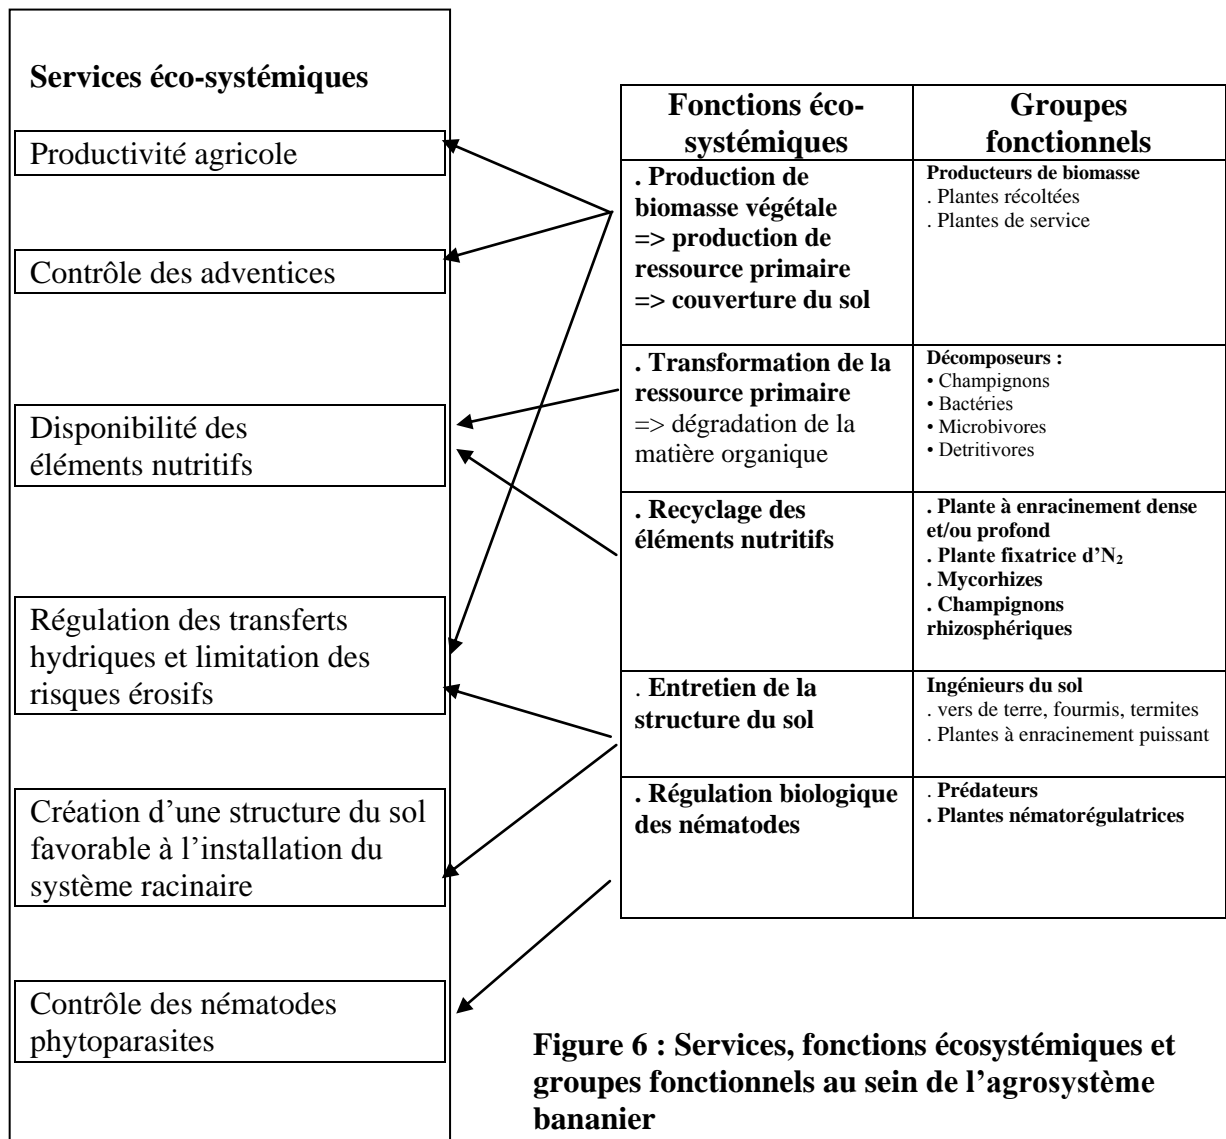 Services éco-systémiques
Productivité agricole
Contrôle des adventices
Disponibilité des
éléments nutritifs
Régulation des transferts
hydriques et limitation des
risques érosifs
Création d’une structure du sol
favorable à l’installation du
système racinaire
Contrôle des nématodes
phytoparasites
Fonctions éco-
systémiques
Groupes
fonctionnels
. Production de
biomasse végétale
=> production de
ressource primaire
=> couverture du sol
Producteurs de biomasse
. Plantes récoltées
. Plantes de service
. Transformation de la
ressource primaire
=> dégradation de la
matière organique
Décomposeurs :
• Champignons
• Bactéries
• Microbivores
• Detritivores
. Recyclage des
éléments nutritifs
. Plante à enracinement dense
et/ou profond
. Plante fixatrice d’N₂
. Mycorhizes
. Champignons
rhizosphériques
. Entretien de la
structure du sol
Ingénieurs du sol
. vers de terre, fourmis, termites
. Plantes à enracinement puissant
. Régulation biologique
des nématodes
. Prédateurs
. Plantes nématorégulatrices
Figure 6 : Services, fonctions écosystémiques et
groupes fonctionnels au sein de l’agrosystème
bananier